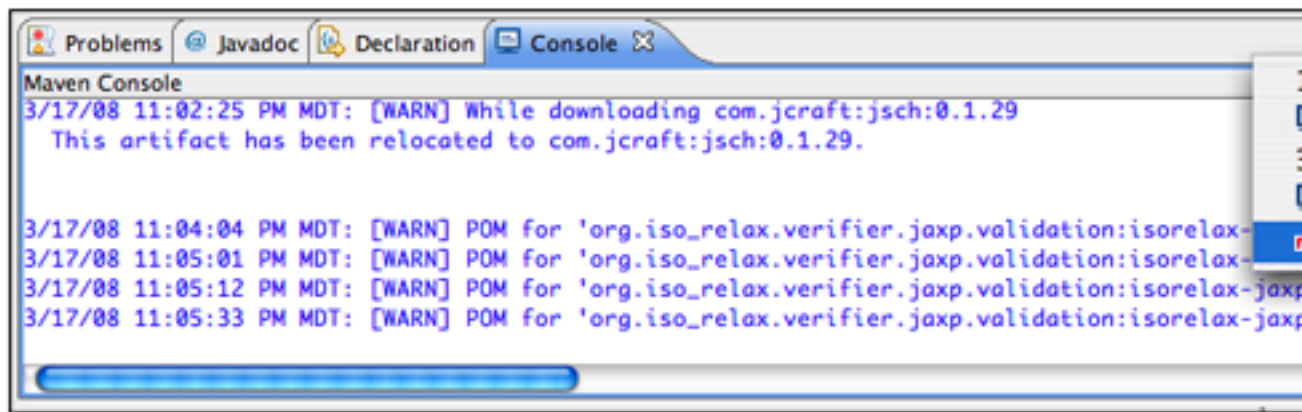 Problems Javadoc Declaration Console
Maven Console
3/17/08 11:02:25 PM MDT: [WARN] While downloading com.jcraft:jsch:0.1.29
This artifact has been relocated to com.jcraft:jsch:0.1.29.
3/17/08 11:04:04 PM MDT: [WARN] POM for 'org.iso_relax.verifier.jaxp.validation:isorelax-
3/17/08 11:05:01 PM MDT: [WARN] POM for 'org.iso_relax.verifier.jaxp.validation:isorelax-
3/17/08 11:05:12 PM MDT: [WARN] POM for 'org.iso_relax.verifier.jaxp.validation:isorelax-jaxp
3/17/08 11:05:33 PM MDT: [WARN] POM for 'org.iso_relax.verifier.jaxp.validation:isorelax-jaxp